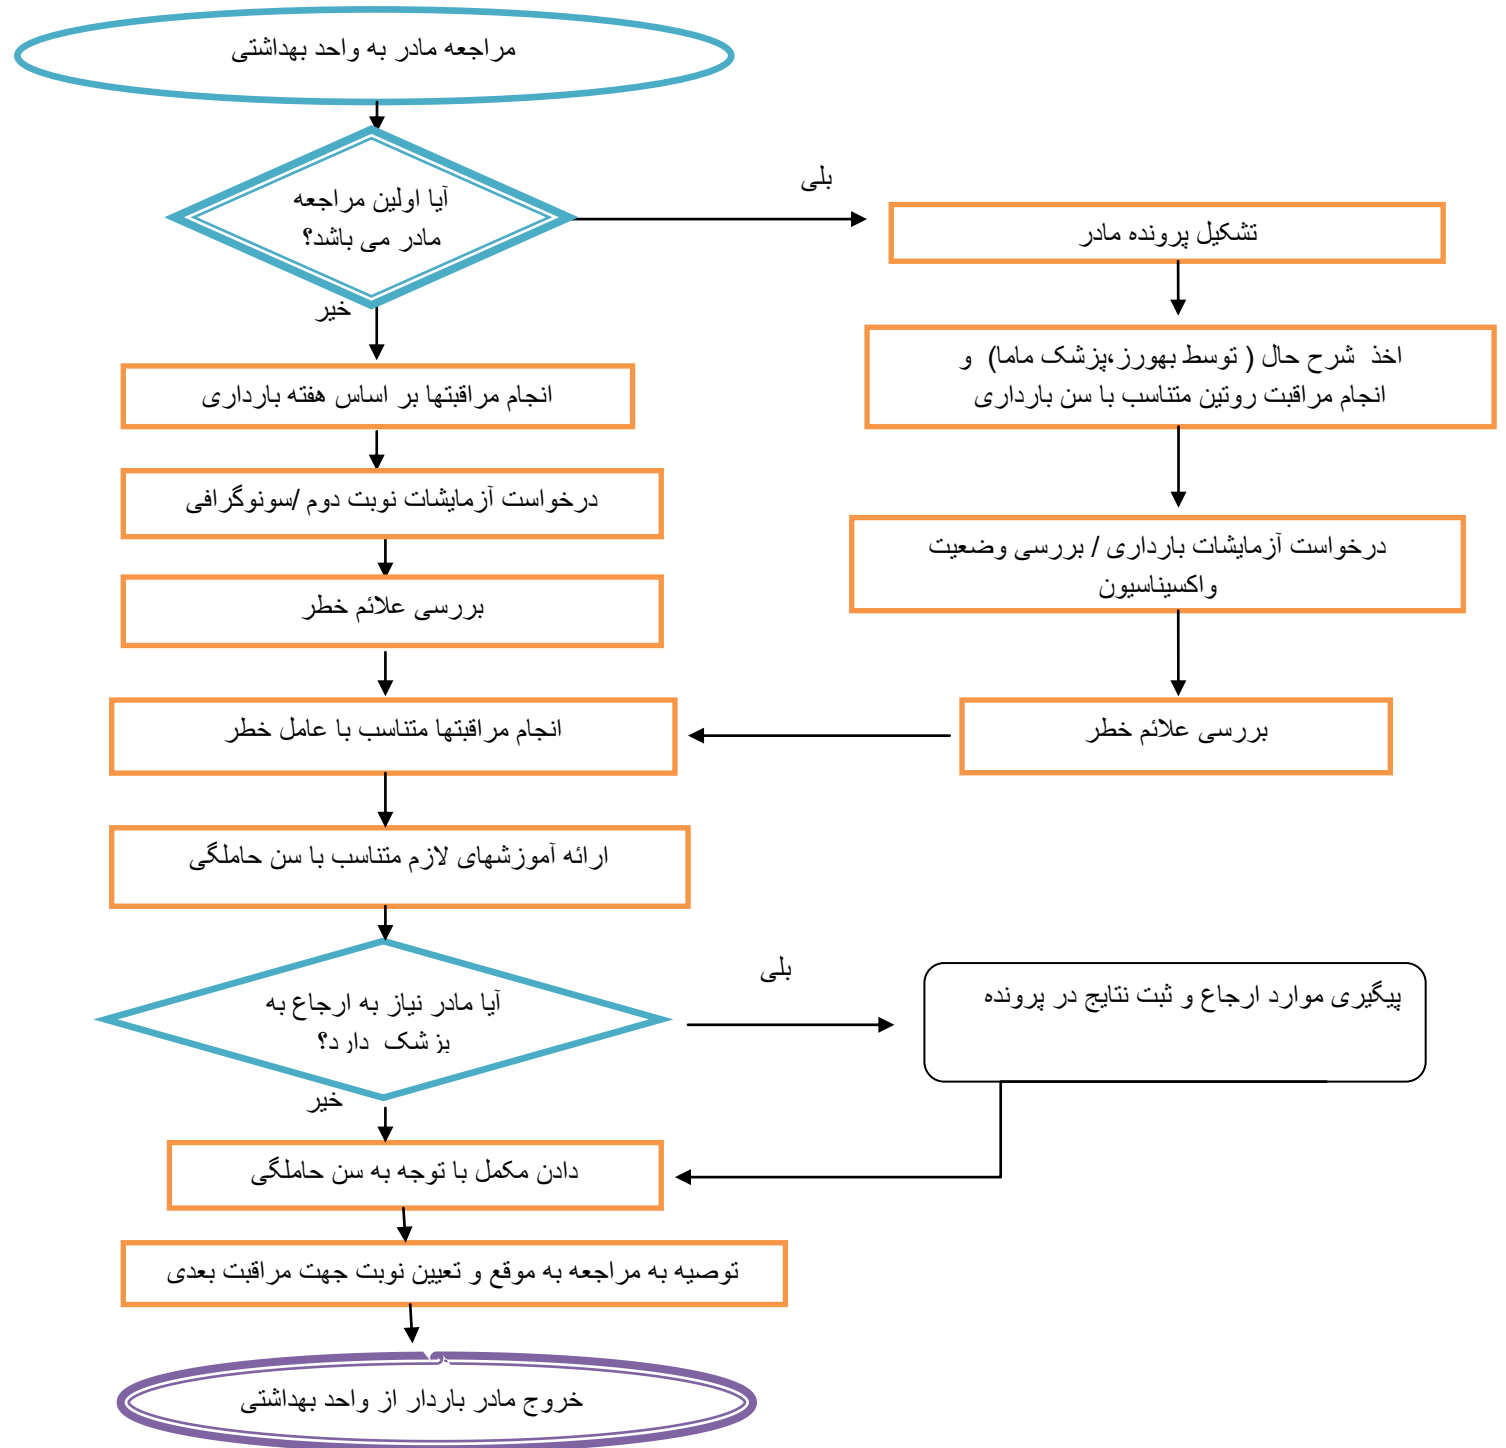 مراجعه مادر به واحد بهداشتی
آیا اولین مراجعه
مادر می باشد؟
بلی
تشکیل پرونده مادر
خیر
اخذ شرح حال ( توسط بهورز،پزشک ماما) و
انجام مراقبت روتین متناسب با سن بارداری
انجام مراقبتها بر اساس هفته بارداری
درخواست آزمایشات نوبت دوم /سونوگرافی
درخواست آزمایشات بارداری / بررسی وضعیت
واکسیناسیون
بررسی علائم خطر
بررسی علائم خطر
انجام مراقبتها متناسب با عامل خطر
ارائه آموزشهای لازم متناسب با سن حاملگی
آیا مادر نیاز به ارجاع به
پزشک دارد؟
بلی
پیگیری موارد ارجاع و ثبت نتایج در پرونده
خیر
دادن مکمل با توجه به سن حاملگی
توصیه به مراجعه به موقع و تعیین نوبت جهت مراقبت بعدی
خروج مادر باردار از واحد بهداشتی